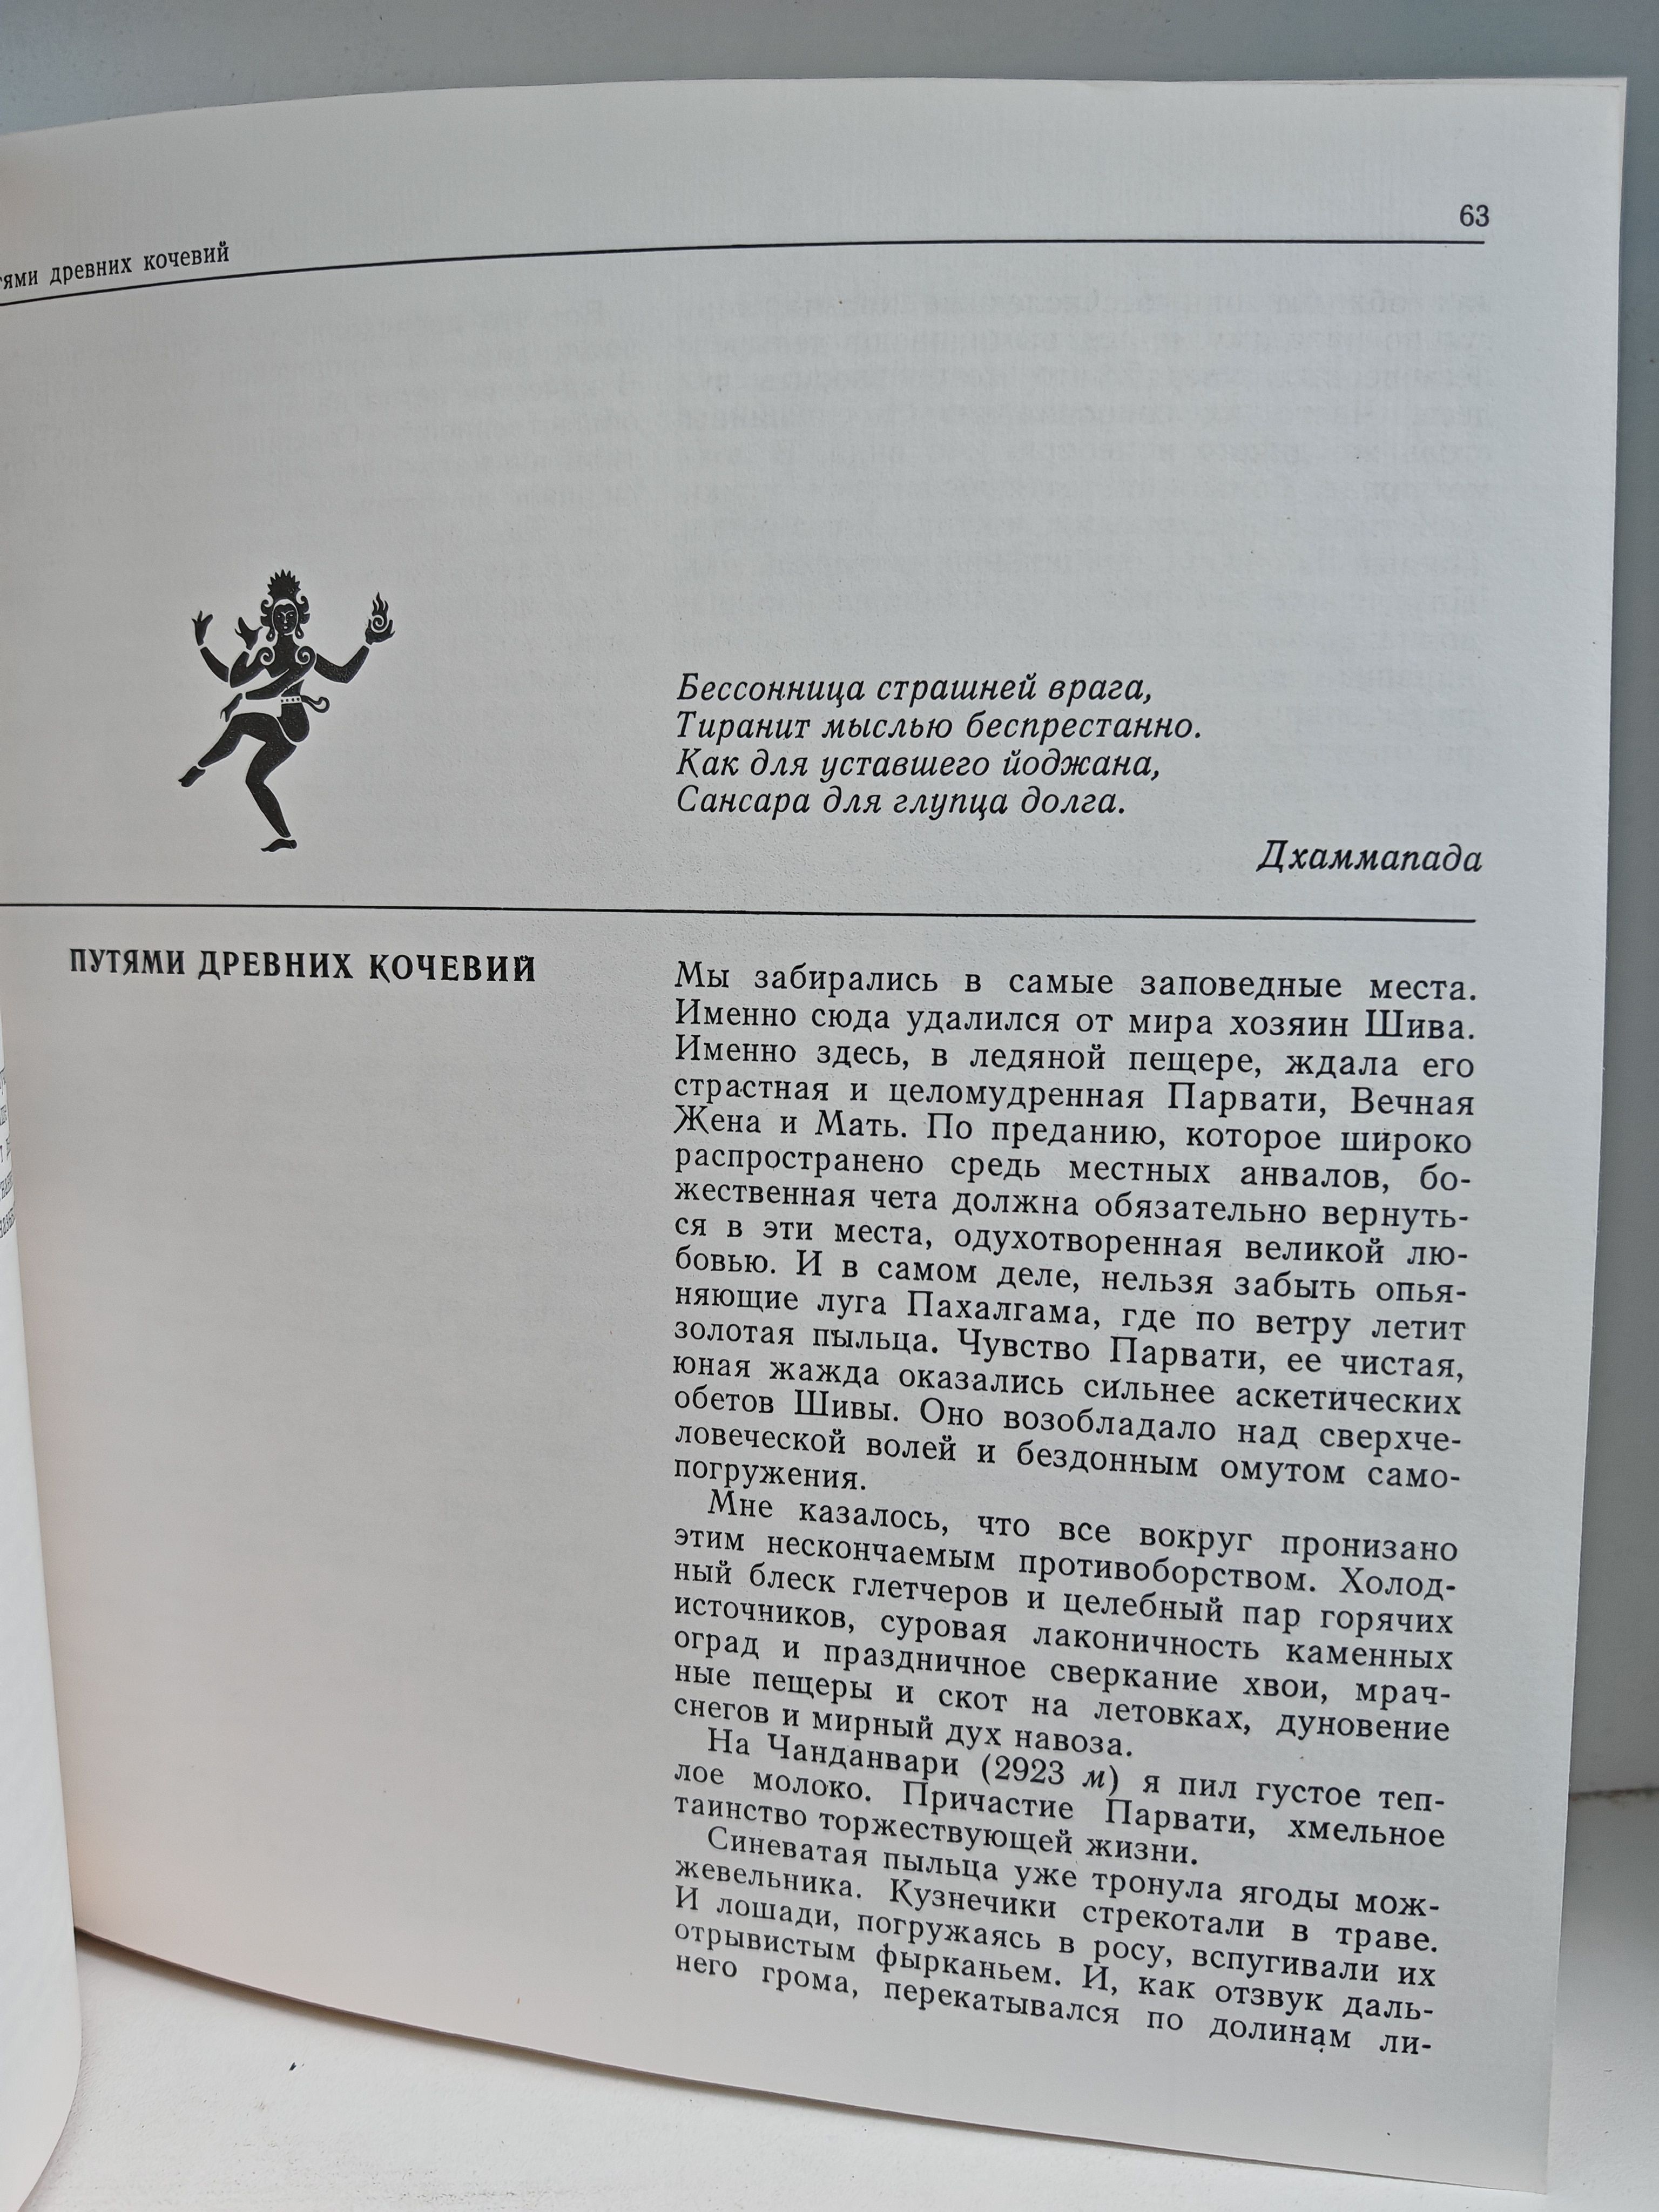 63
древних кочевий
Бессонница страшней врага,
Тиранит мыслью беспрестанно.
Как для уставшего йоджана,
Сансара для глупца долга.
Дхаммапада
ПУТЯМИ ДРЕВНИХ КОЧЕВИЙ
Мы забирались в самые заповедные места.
Именно сюда удалился от мира хозяин Шива.
Именно здесь, в ледяной пещере, ждала его
страстная и целомудренная Парвати, Вечная
Жена и Мать. По преданию, которое широко
распространено средь местных анвалов, бо-
жественная чета должна обязательно вернуть-
ся в эти места, одухотворенная великой лю-
бовью. И в самом деле, нельзя забыть опья-
няющие луга Пахалгама, где по ветру летит
золотая пыльца. Чувство Парвати, ее чистая,
юная жажда оказались сильнее аскетических
обетов Шивы. Оно возобладало над сверхче-
ловеческой волей и бездонным омутом само-
погружения.
Мне казалось, что все вокруг пронизано
этим нескончаемым противоборством. Холод-
ный блеск глетчеров и целебный пар горячих
источников, суровая лаконичность каменных
оград и праздничное сверкание хвои, мрач-
ные пещеры и скот на летовках, дуновение
снегов и мирный дух навоза.
На Чанданвари (2923 м) я пил густое теп-
лое молоко. Причастие Парвати, хмельное
таинство торжествующей жизни.
Синеватая пыльца уже тронула ягоды мож-
жевельника. Кузнечики стрекотали в траве.
И лошади, погружаясь в росу, вспугивали их
отрывистым фырканьем. И, как отзвук даль-
него грома, перекатывался по долинам ли-